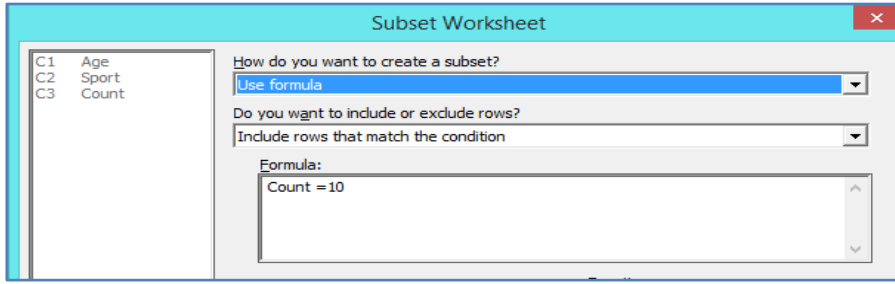 Subset Worksheet
C1 Age
C2 Sport
C3 Count
How do you want to create a subset?
Use formula
Do you want to include or exclude rows?
Include rows that match the condition
Formula:
Count =10